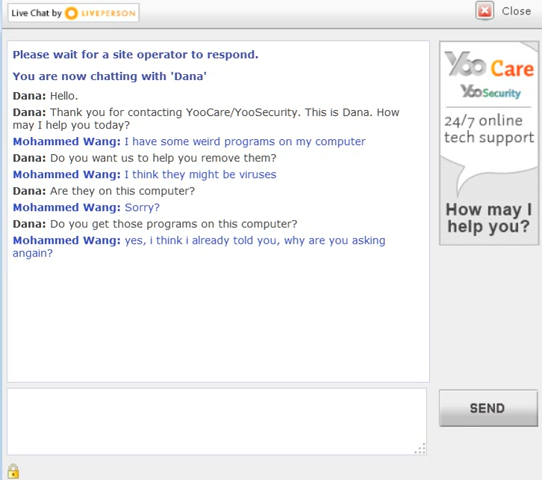 Live Chat by LIVEPERSON
Close
Please wait for a site operator to respond.
You are now chatting with 'Dana'
Dana: Hello.
Dana: Thank you for contacting YooCare/YooSecurity. This is Dana. How
may I help you today?
Mohammed Wang: I have some weird programs on my computer
Dana: Do you want us to help you remove them?
Mohammed Wang: I think they might be viruses
Dana: Are they on this computer?
Mohammed Wang: Sorry?
Dana: Do you get those programs on this computer?
Mohammed Wang: yes, i think i already told you, why are you asking
angain?
Yoo Care
YooSecurity
24/7 online
tech support
How may I
help you?
SEND